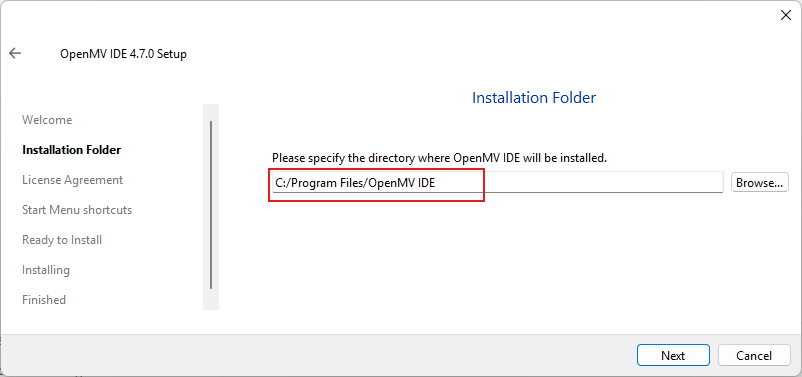 OpenMV IDE 4.7.0 Setup
Installation Folder
Welcome
Installation Folder
License Agreement
Start Menu shortcuts
Ready to Install
Installing
Finished
Please specify the directory where OpenMV IDE will be installed.
C:/Program Files/OpenMV IDE
Browse...
Next
Cancel